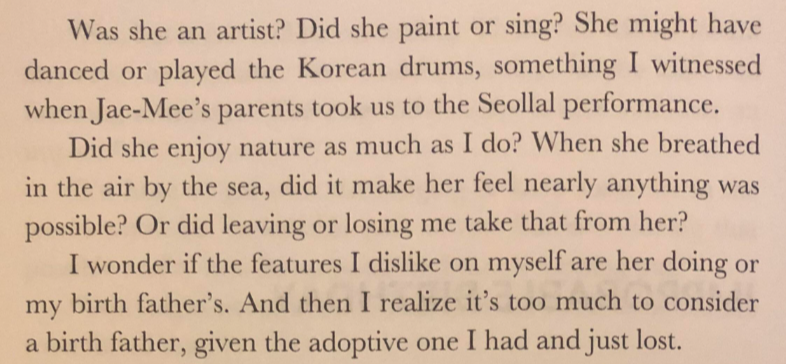 Was she an artist? Did she paint or sing? She might have
danced or played the Korean drums, something I witnessed
when Jae-Mee's parents took us to the Seollal performance.
Did she enjoy nature as much as I do? When she breathed
in the air by the sea, did it make her feel nearly anything was
possible? Or did leaving or losing me take that from her?
I wonder if the features I dislike on myself are her doing or
my birth father's. And then I realize it's too much to consider
a birth father, given the adoptive one I had and just lost.